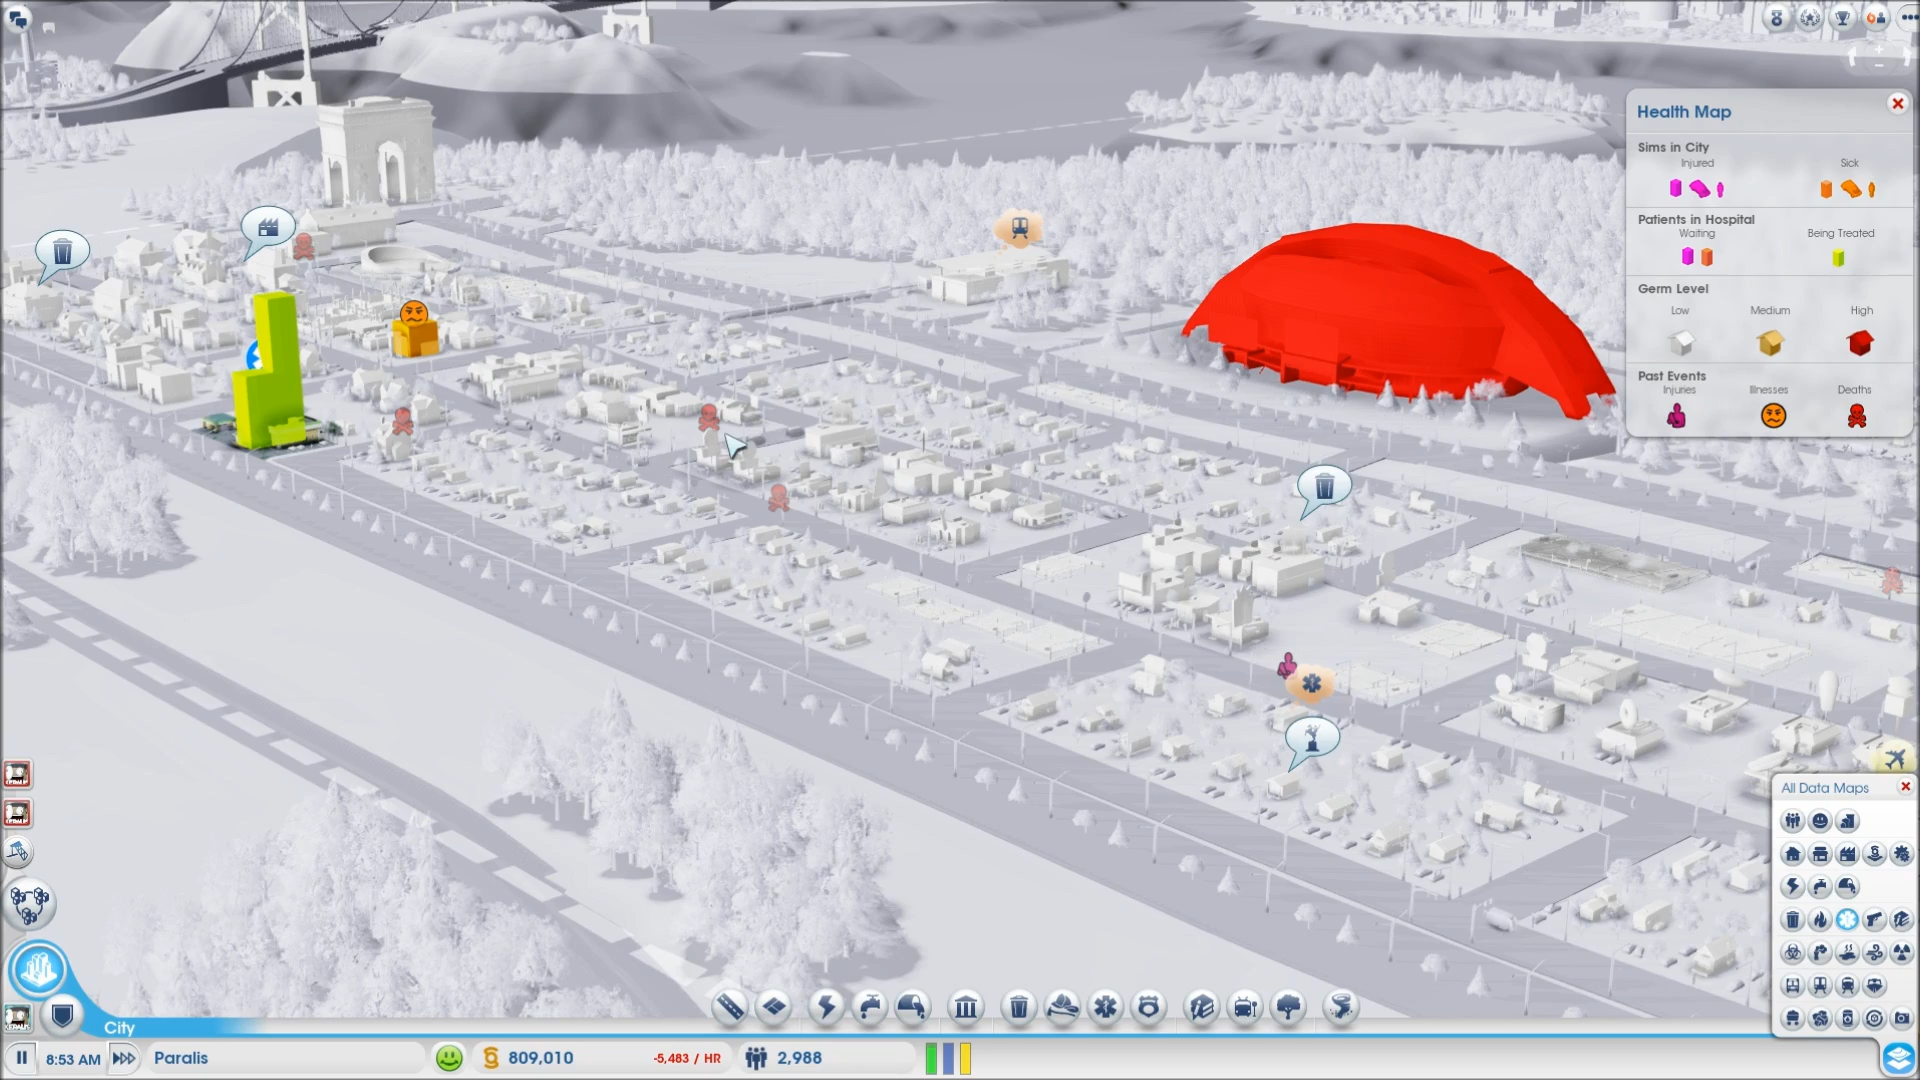 Health Map
Sims in City
Injured
Sick
Patients in Hospital
Waiting
Being Treated
Germ Level
Low
Medium
High
Past Events
Injuries
Illnesses
Deaths
All Data Maps
City
8:53 AM
Paralis
809,010
-5,483 / HR
2,988